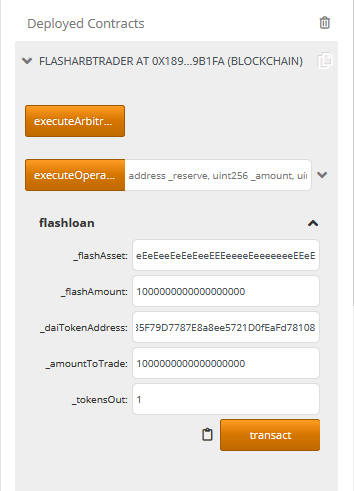 Deployed Contracts
FLASHARBTRADER AT 0X189...9B1FA (BLOCKCHAIN)
executeArbitr...
executeOpera... address _reserve, uint256 _amount, ui
flashloan
_flashAsset: eEeEeeEeEeEeeEEEeeeeEeeeeeeeEEeE
_flashAmount: 1000000000000000000
_daiTokenAddress: 35F79D7787E8a8ee5721D0fEaFd78108
_amountToTrade: 1000000000000000000
_tokensOut: 1
transact